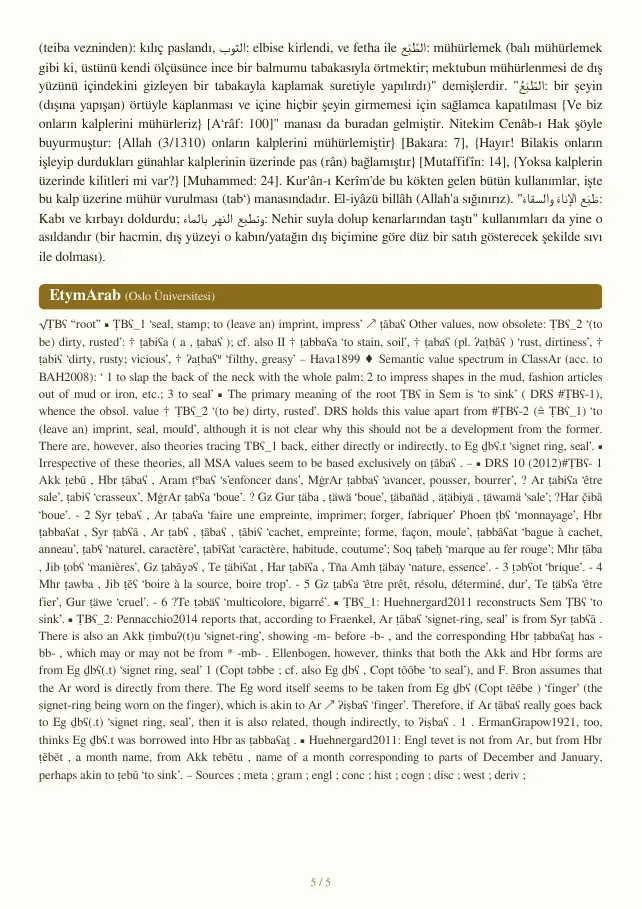 (teiba vezninden): kılıç paslandı, الثوب: elbise kirlendi, ve fetha ile الطَّبْع: mühürlemek (balı mühürlemek
gibi ki, üstünü kendi ölçüsünce ince bir balmumu tabakasıyla örtmektir; mektubun mühürlenmesi de dış
yüzünü içindekini gizleyen bir tabakayla kaplamak suretiyle yapılırdı)" demişlerdir. "الطَّبْعُ: bir şeyin
(dışına yapışan) örtüyle kaplanması ve içine hiçbir şeyin girmemesi için sağlamca kapatılması {Ve biz
onların kalplerini mühürleriz} [A‘râf: 100]" manası da buradan gelmiştir. Nitekim Cenâb-ı Hak şöyle
buyurmuştur: {Allah (3/1310) onların kalplerini mühürlemiştir} [Bakara: 7], {Hayır! Bilakis onların
işleyip durdukları günahlar kalplerinin üzerinde pas (rân) bağlamıştır} [Mutaffifîn: 14], {Yoksa kalplerin
üzerinde kilitleri mi var?} [Muhammed: 24]. Kur'ân-ı Kerîm’de bu kökten gelen bütün kullanımlar, işte
bu kalp üzerine mühür vurulması (tab‘) manasındadır. El-iyâzü billâh (Allah'a sığınırız). "طَبَع الإناءَ والسقاءَ:
Kabı ve kırbayı doldurdu; وتطبع النهر بالماء: Nehir suyla dolup kenarlarından taştı" kullanımları da yine o
asıldandır (bir hacmin, dış yüzeyi o kabın/yatağın dış biçimine göre düz bir satıh gösterecek şekilde sıvı
ile dolması).
EtymArab (Oslo Üniversitesi)
√ṬBʕ “root” ▪ ṬBʕ_1 ‘seal, stamp; to (leave an) imprint, impress’ ↗ ṭābaʕ Other values, now obsolete: ṬBʕ_2 ‘(to
be) dirty, rusted’: † ṭabiʕa ( a , ṭabaʕ ); cf. also II † ṭabbaʕa ‘to stain, soil’, † ṭabaʕ (pl. ʔaṭbāʕ ) ‘rust, dirtiness’, †
ṭabiʕ ‘dirty, rusty; vicious’, † ʔaṭbaʕᵘ ‘filthy, greasy’ – Hava1899 ♦ Semantic value spectrum in ClassAr (acc. to
BAH2008): ‘ 1 to slap the back of the neck with the whole palm; 2 to impress shapes in the mud, fashion articles
out of mud or iron, etc.; 3 to seal’ ▪ The primary meaning of the root ṬBʕ in Sem is ‘to sink’ ( DRS #ṬBʕ-1),
whence the obsol. value † ṬBʕ_2 ‘(to be) dirty, rusted’. DRS holds this value apart from #ṬBʕ-2 (≙ ṬBʕ_1) ‘to
(leave an) imprint, seal, mould’, although it is not clear why this should not be a development from the former.
There are, however, also theories tracing TBʕ_1 back, either directly or indirectly, to Eg ḏbʕ.t ‘signet ring, seal’. ▪
Irrespective of these theories, all MSA values seem to be based exclusively on ṭābaʕ . – ▪ DRS 10 (2012)#ṬBʕ- 1
Akk ṭebū , Hbr ṭābaʕ , Aram ṭᵊbaʕ ‘s’enfoncer dans’, MġrAr ṭabbaʕ ‘avancer, pousser, bourrer’, ? Ar ṭabiʕa ‘être
sale’, ṭabiʕ ‘crasseux’, MġrAr ṭabʕa ‘boue’. ? Gz Gur ṭäba , ṭäwä ‘boue’, ṭäbañäd , äṭäbiyä , ṭäwamä ‘sale’; ?Har č̣ibā
‘boue’. - 2 Syr ṭebaʕ , Ar ṭabaʕa ‘faire une empreinte, imprimer; forger, fabriquer’ Phoen ṭbʕ ‘monnayage’, Hbr
ṭabbaʕat , Syr ṭabʕā , Ar ṭabʕ , ṭābaʕ , ṭābiʕ ‘cachet, empreinte; forme, façon, moule’, ṭabbāʕat ‘bague à cachet,
anneau’, ṭabʕ ‘naturel, caractère’, ṭabīʕat ‘caractère, habitude, coutume’; Soq ṭabeḥ ‘marque au fer rouge’; Mhr ṭāba
, Jib ṭobʕ ‘manières’, Gz ṭabāyəʕ , Te ṭäbiʕat , Har ṭabīʕa , Tña Amh ṭäbay ‘nature, essence’. - 3 ṭəbʕot ‘brique’. - 4
Mhr ṭawba , Jib ṭēʕ ‘boire à la source, boire trop’. - 5 Gz ṭabʕa ‘être prêt, résolu, déterminé, dur’, Te ṭäbʕa ‘être
fier’, Gur ṭäwe ‘cruel’. - 6 ?Te ṭəbäʕ ‘multicolore, bigarré’. ▪ ṬBʕ_1: Huehnergard2011 reconstructs Sem ṬBʕ ‘to
sink’. ▪ ṬBʕ_2: Pennacchio2014 reports that, according to Fraenkel, Ar ṭābaʕ ‘signet-ring, seal’ is from Syr ṭabʕā .
There is also an Akk ṭimbuʔ(t)u ‘signet-ring’, showing -m- before -b- , and the corresponding Hbr ṭabbaʕaṯ has -
bb- , which may or may not be from * -mb- . Ellenbogen, however, thinks that both the Akk and Hbr forms are
from Eg ḏbʕ(.t) ‘signet ring, seal’ 1 (Copt təbbe ; cf. also Eg ḏbʕ , Copt tōōbe ‘to seal’), and F. Bron assumes that
the Ar word is directly from there. The Eg word itself seems to be taken from Eg ḏbʕ (Copt tēēbe ) ‘finger’ (the
signet-ring being worn on the finger), which is akin to Ar ↗ ʔiṣbaʕ ‘finger’. Therefore, if Ar ṭābaʕ really goes back
to Eg ḏbʕ(.t) ‘signet ring, seal’, then it is also related, though indirectly, to ʔiṣbaʕ . 1 . ErmanGrapow1921, too,
thinks Eg ḏbʕ.t was borrowed into Hbr as ṭabbaʕaṯ . ▪ Huehnergard2011: Engl tevet is not from Ar, but from Hbr
ṭēbēt , a month name, from Akk tebētu , name of a month corresponding to parts of December and January,
perhaps akin to ṭebū ‘to sink’. – Sources ; meta ; gram ; engl ; conc ; hist ; cogn ; disc ; west ; deriv ;
5 / 5